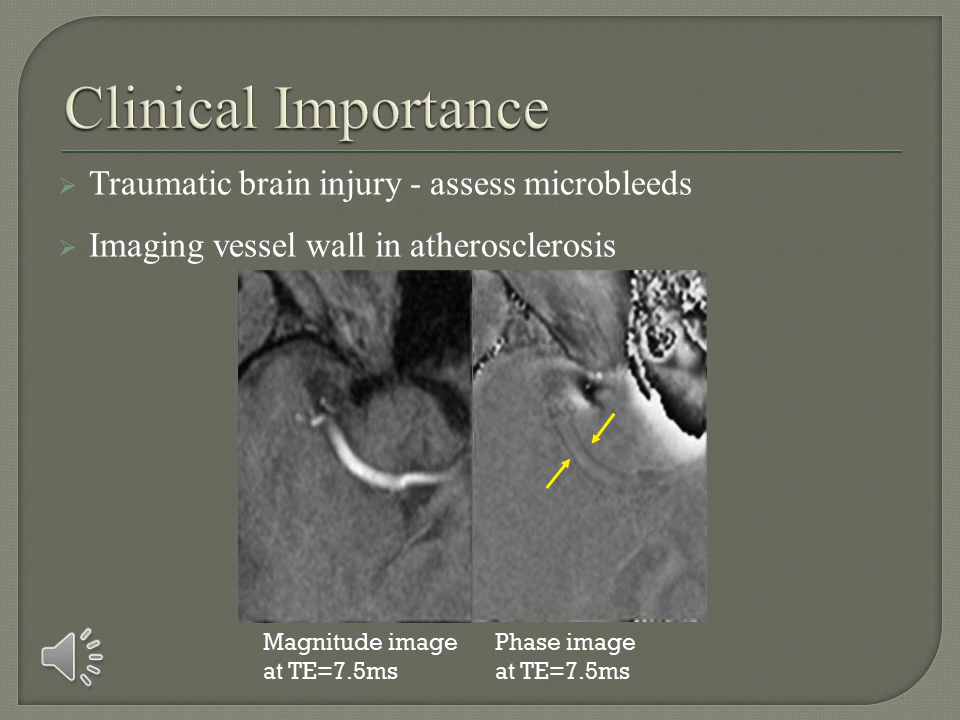 Clinical Importance
Traumatic brain injury - assess microbleeds
Imaging vessel wall in atherosclerosis
Magnitude image
at TE=7.5ms
Phase image
at TE=7.5ms